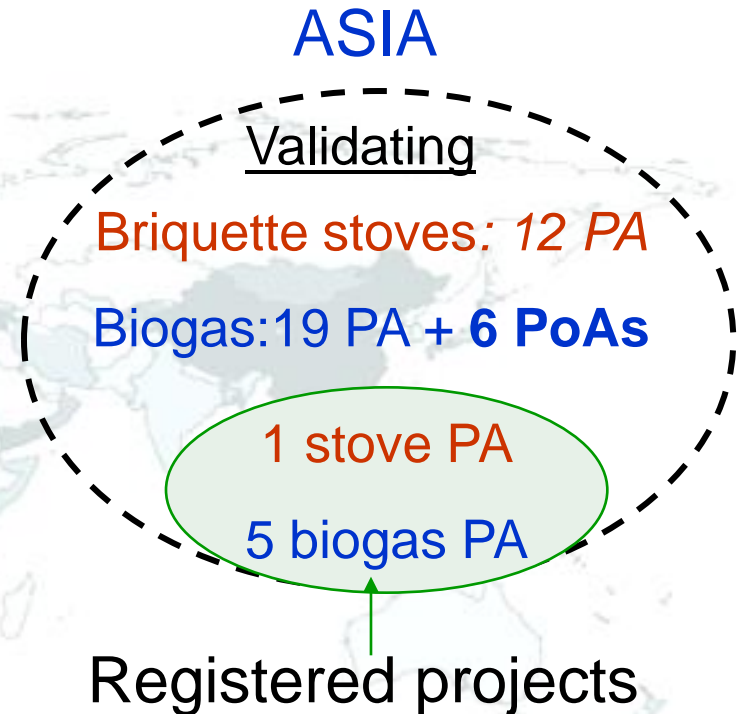 ASIA
Validating
Briquette stoves: 12 PA
Biogas:19 PA + 6 PoAs
1 stove PA
5 biogas PA
Registered projects